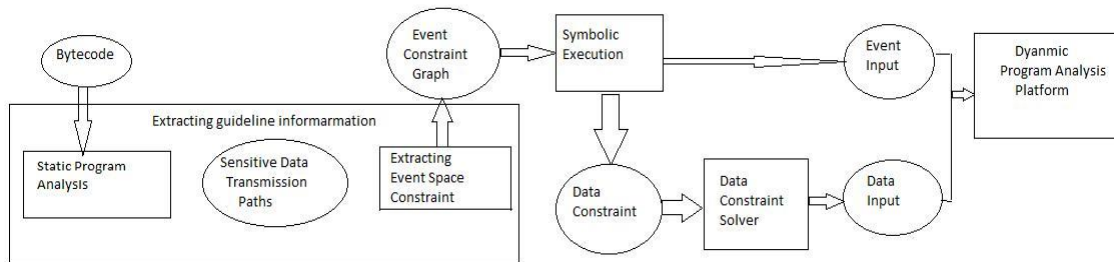 Bytecode
Extracting guideline informarmation
Static Program
Analysis
Sensitive Data
Transmission
Paths
Extracting
Event Space
Constraint
Event
Constraint
Graph
Symbolic
Execution
Data
Constraint
Data
Constraint
Solver
Event
Input
Data
Input
Dyanmic
Program Analysis
Platform